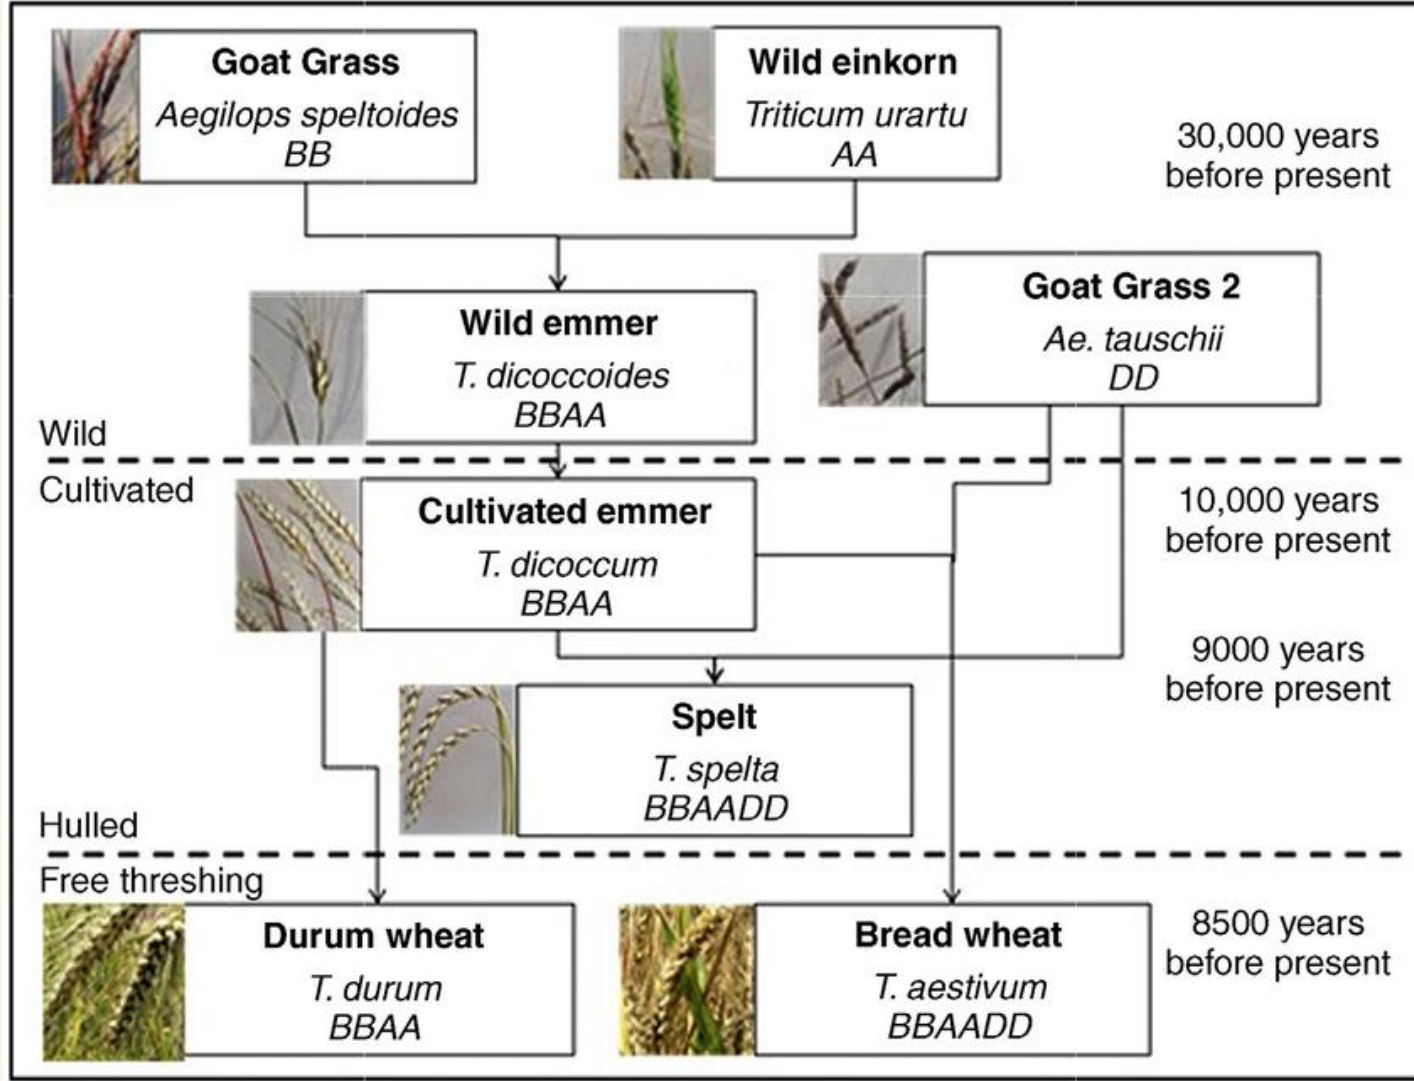 Goat Grass
Aegilops speltoides
BB
Wild einkorn
Triticum urartu
AA
30,000 years
before present
Goat Grass 2
Ae. tauschii
DD
Wild emmer
T. dicoccoides
BBAA
Wild
Cultivated
Cultivated emmer
T. dicoccum
BBAA
10,000 years
before present
9000 years
before present
Spelt
T. spelta
BBAADD
Hulled
Free threshing
Durum wheat
T. durum
BBAA
Bread wheat
T. aestivum
BBAADD
8500 years
before present